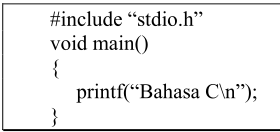 #include “stdio.h”
void main()
{
printf(“Bahasa C\n”);
}